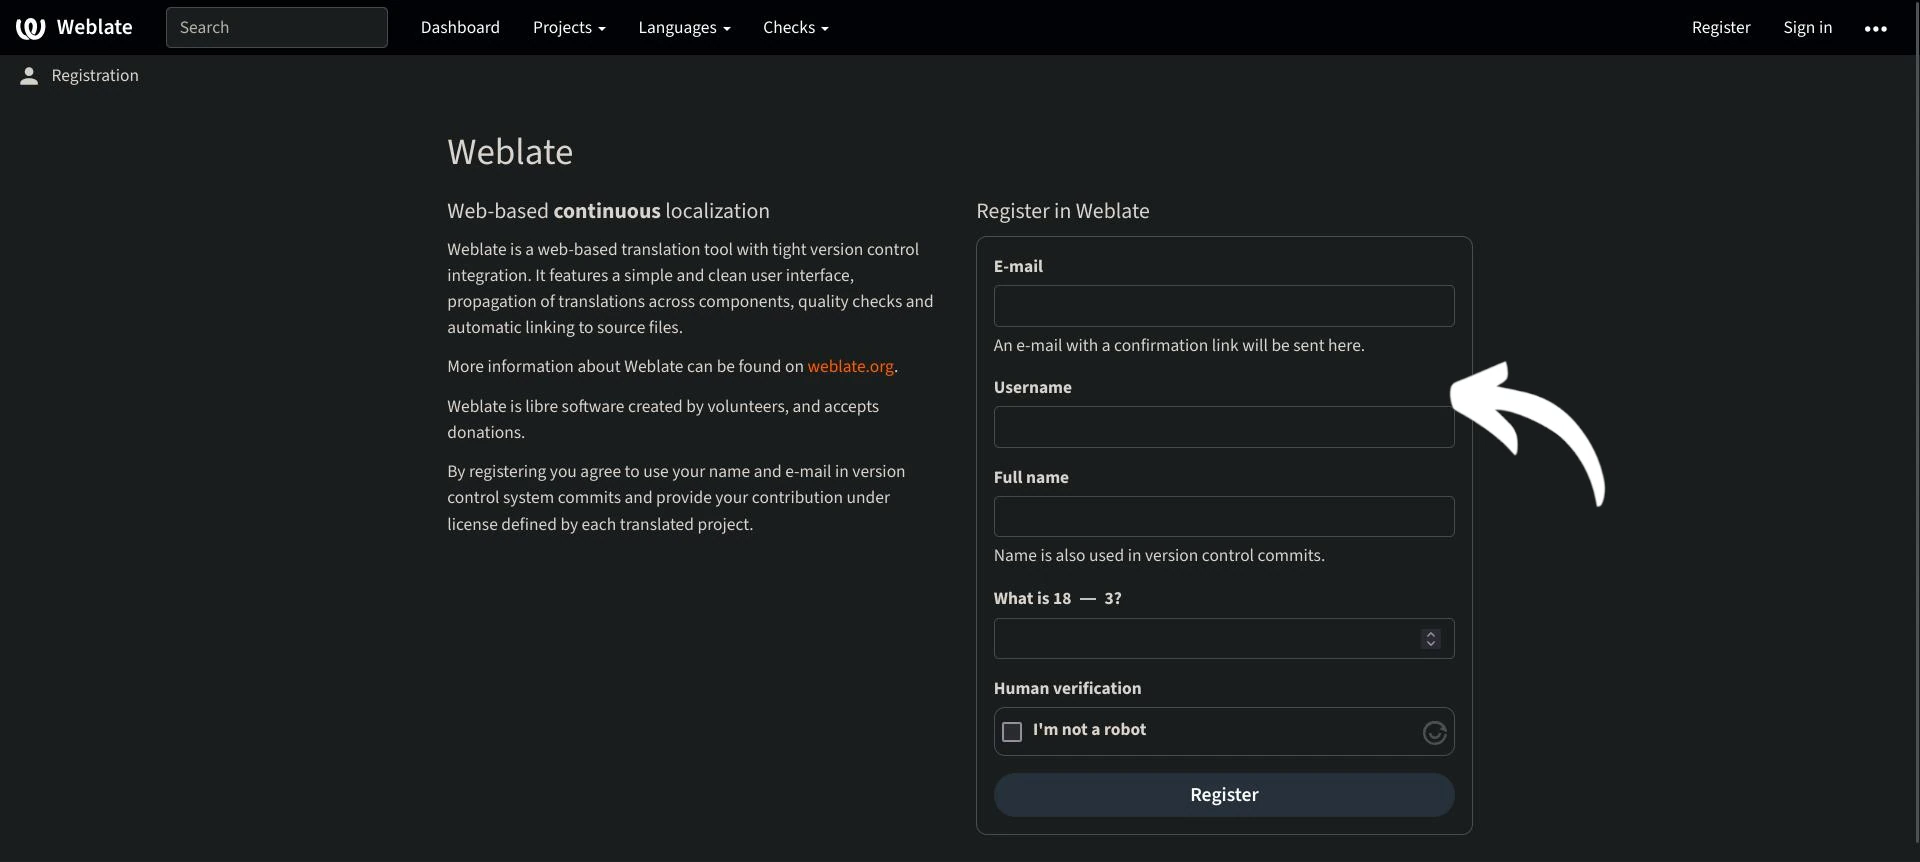 Weblate
Search
Dashboard
Projects
Languages
Checks
Register
Sign in
Registration
Weblate
Web-based continuous localization
Weblate is a web-based translation tool with tight version control
integration. It features a simple and clean user interface,
propagation of translations across components, quality checks and
automatic linking to source files.
More information about Weblate can be found on weblate.org.
Weblate is libre software created by volunteers, and accepts
donations.
By registering you agree to use your name and e-mail in version
control system commits and provide your contribution under
license defined by each translated project.
Register in Weblate
E-mail
An e-mail with a confirmation link will be sent here.
Username
Full name
Name is also used in version control commits.
What is 18 — 3?
Human verification
I'm not a robot
Register